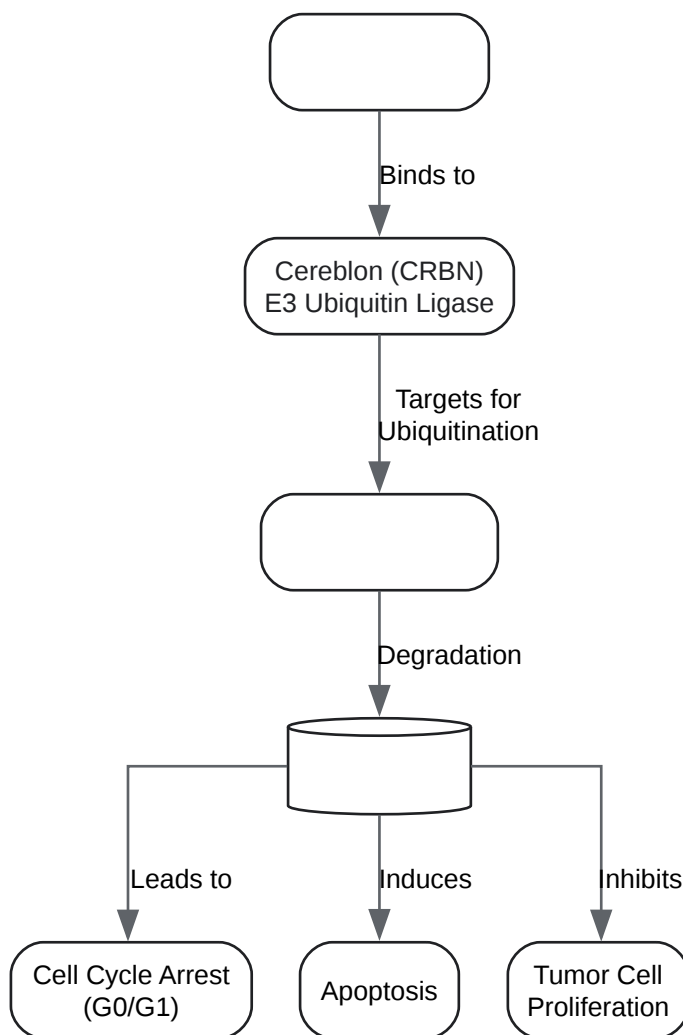 Binds to
Cereblon (CRBN)
E3 Ubiquitin Ligase
Targets for
Ubiquitination
Degradation
Leads to
Induces
Inhibits
Cell Cycle Arrest
(G0/G1)
Apoptosis
Tumor Cell
Proliferation